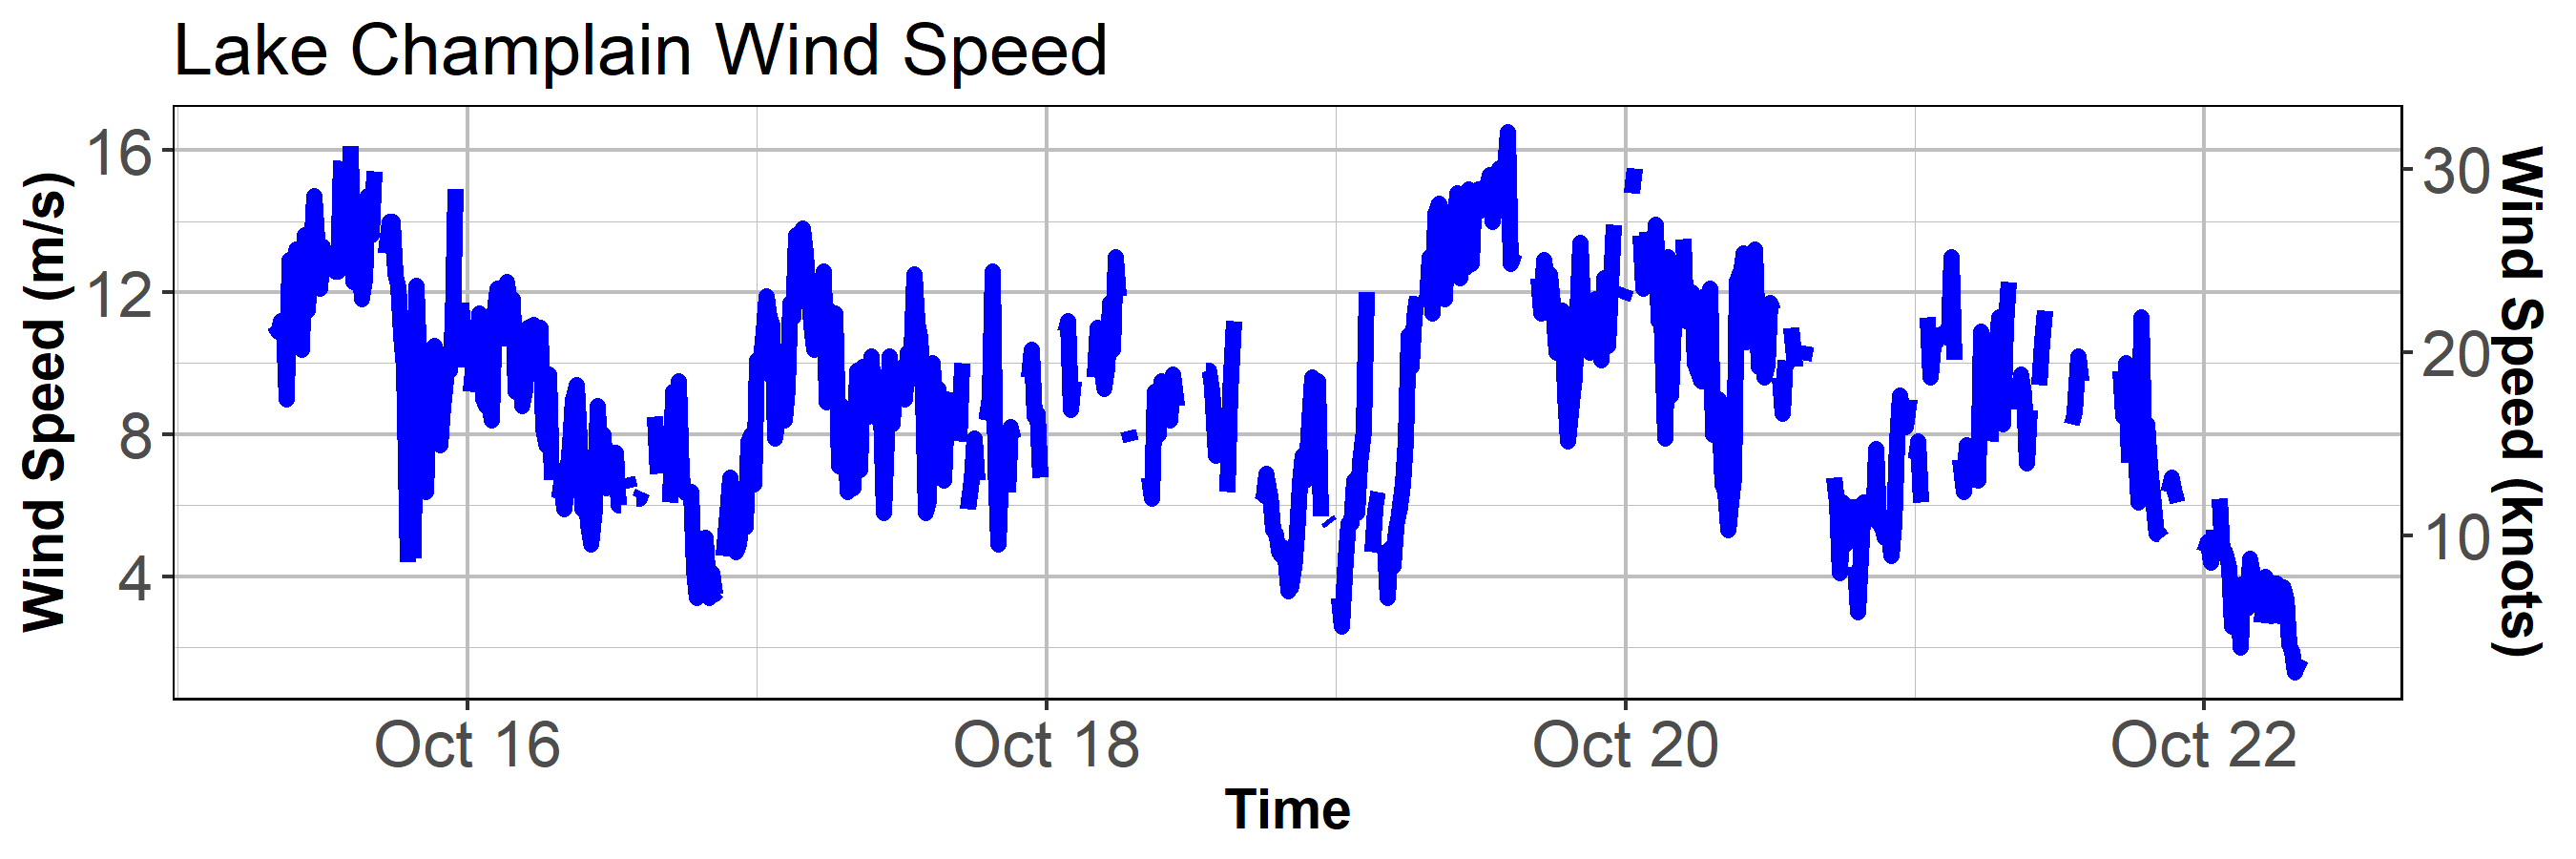 Lake Champlain Wind Speed
Wind Speed (m/s)
16
12
8
4
30
20
10
Wind Speed (knots)
Oct 16
Oct 18
Oct 20
Oct 22
Time